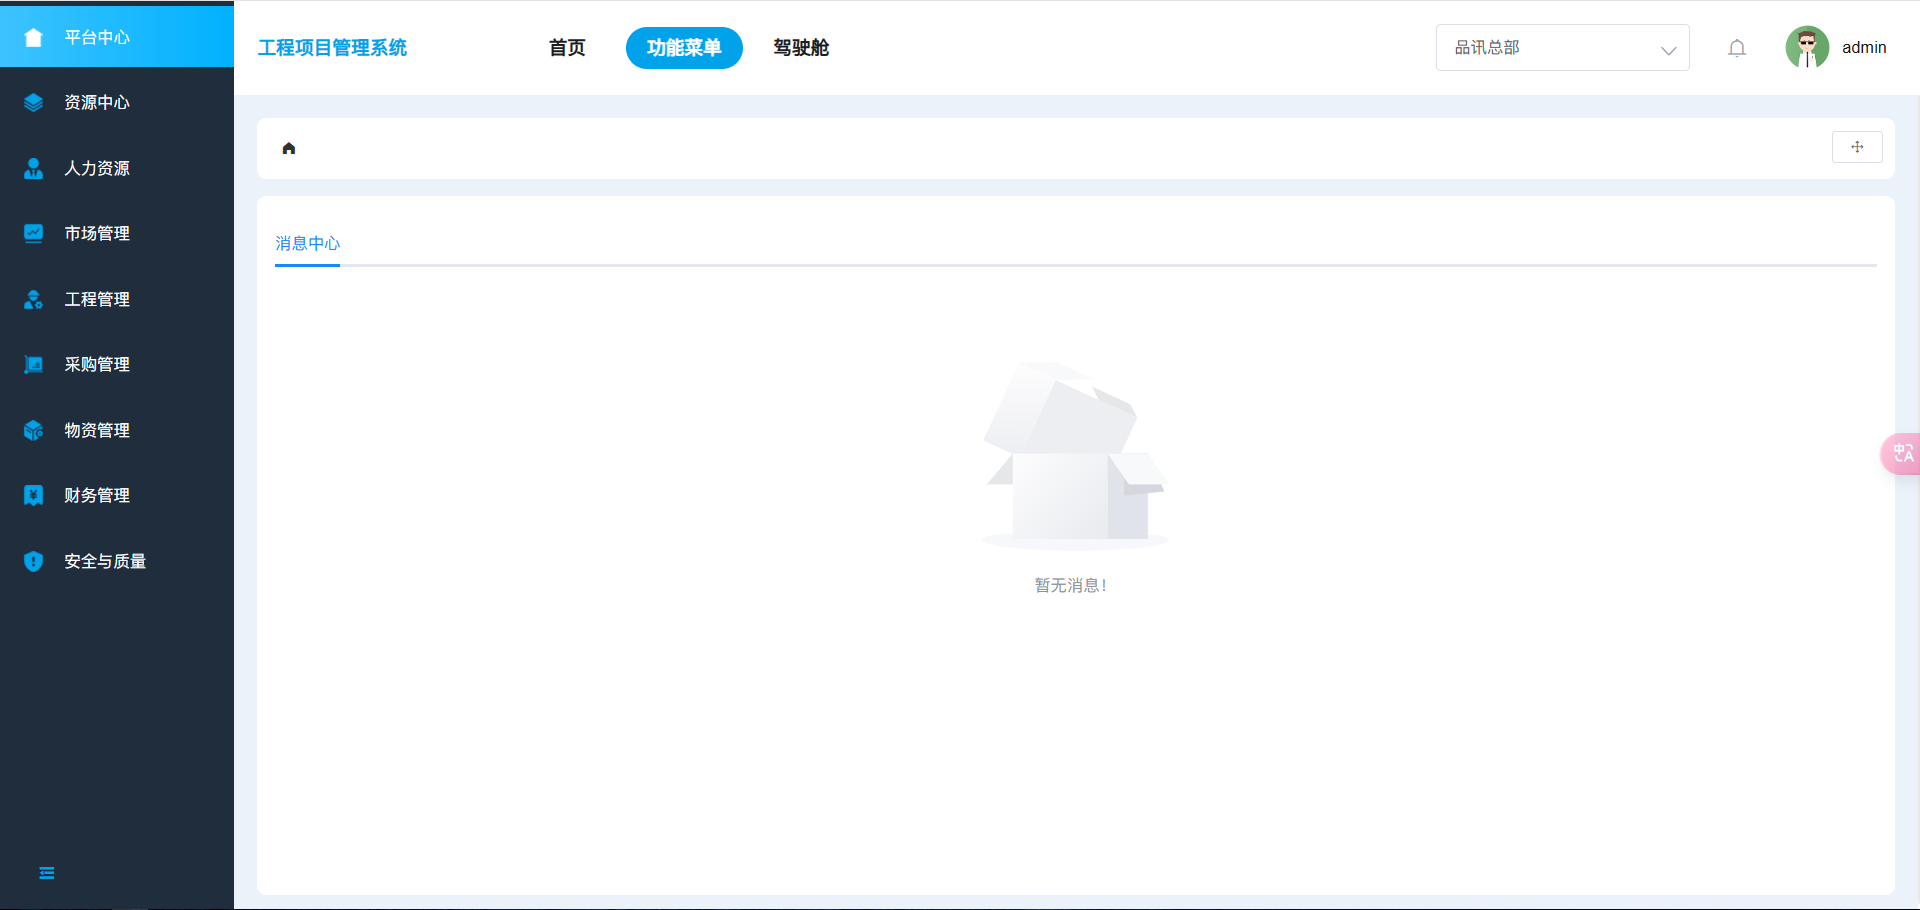 平台中心
资源中心
人力资源
市场管理
工程管理
采购管理
物资管理
财务管理
安全与质量
工程项目管理系统
首页
功能菜单
驾驶舱
品讯总部
admin
消息中心
暂无消息!
中A